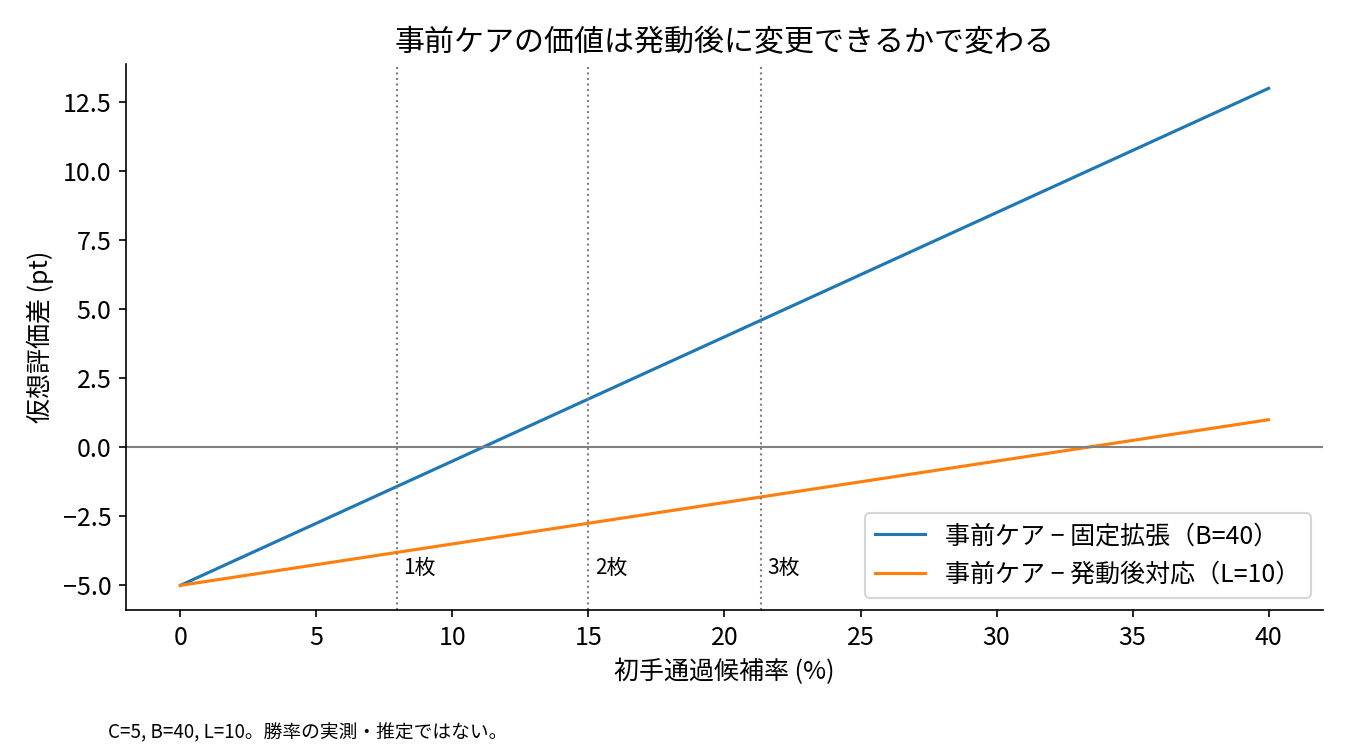 事前ケアの価値は発動後に変更できるかで変わる
仮想評価差 (pt)
12.5
10.0
7.5
5.0
2.5
0.0
−2.5
−5.0
1枚
2枚
3枚
事前ケア − 固定拡張（B=40）
事前ケア − 発動後対応（L=10）
0
5
10
15
20
25
30
35
40
初手通過候補率 (%)
C=5, B=40, L=10。勝率の実測・推定ではない。